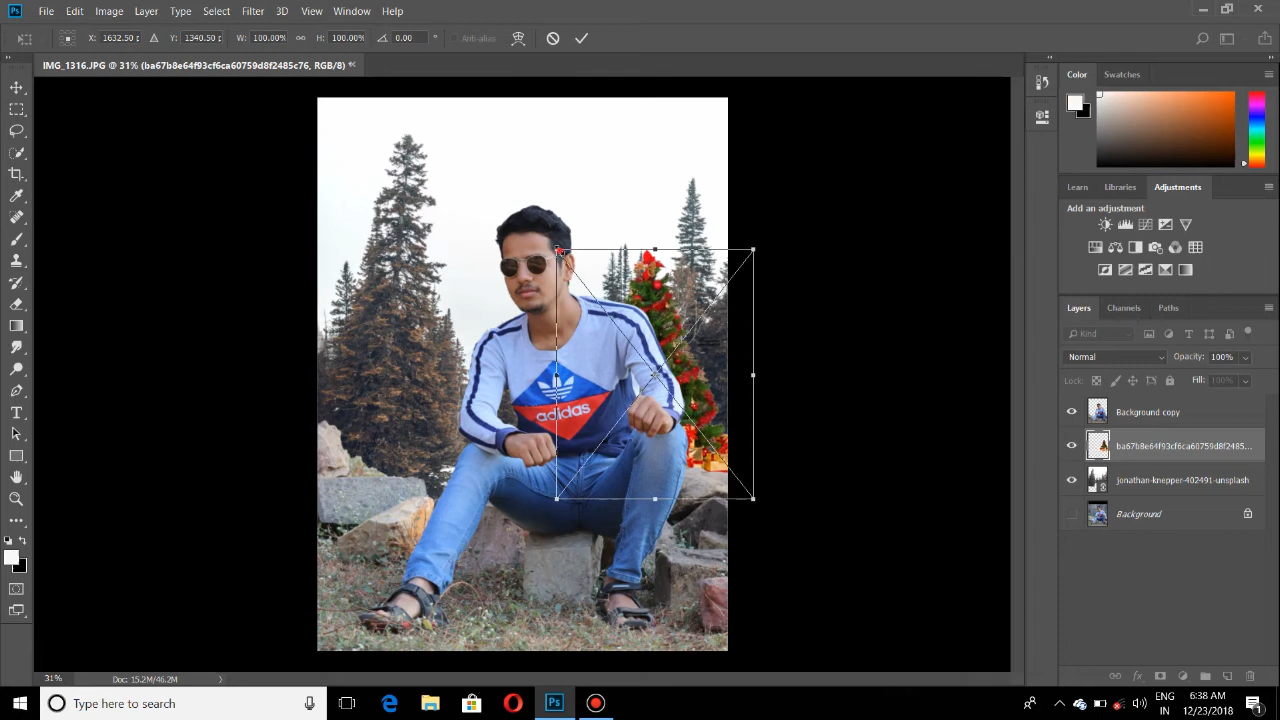 Ps File Edit Image Layer Type Select Filter 3D View Window Help
X: 1632.50 Y: 1340.50 W: 100.00% H: 100.00% 0.00 ° Anti-alias
IMG_1316.JPG @ 31% (ba67b8e64f93cf6ca60759d8f2485c76, RGB/8) *
Color Swatches
Learn Libraries Adjustments
Add an adjustment
Layers Channels Paths
Kind
Normal Opacity: 100%
Lock: Fill: 100%
Background copy
ba67b8e64f93cf6ca60759d8f2485...
jonathan-knepper-402491-unsplash
Background
adidas
31% Doc: 15.2M/46.2M
Type here to search
Ps
ENG
IN
6:38 AM
12/23/2018
1